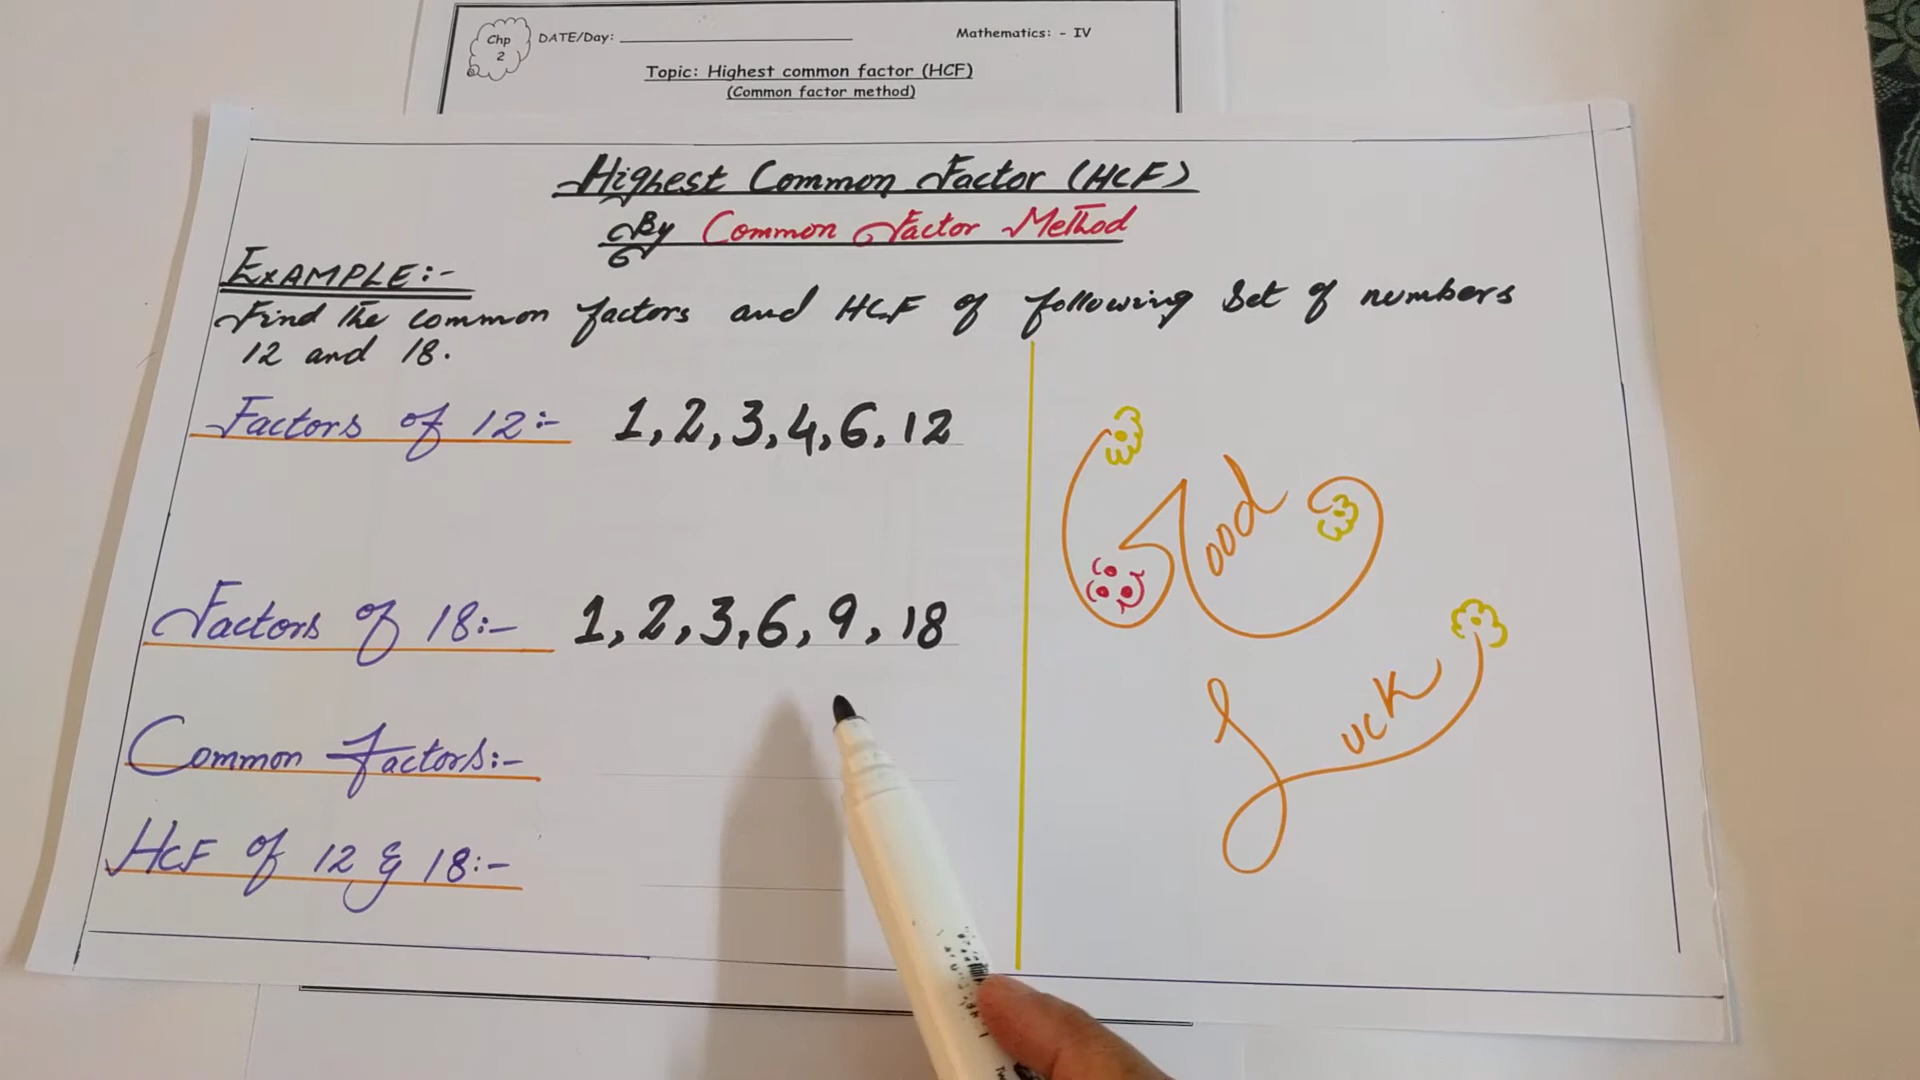 Chp
2
DATE/Day:
Mathematics: - IV
Topic: Highest common factor (HCF)
(Common factor method)
Highest Common Factor (HCF)
By Common Factor Method
EXAMPLE:-
Find the common factors and HCF of following set of numbers
12 and 18.
Factors of 12:- 1, 2, 3, 4, 6, 12
Factors of 18:- 1, 2, 3, 6, 9, 18
Common Factors:-
HCF of 12 & 18:-
Good
Luck